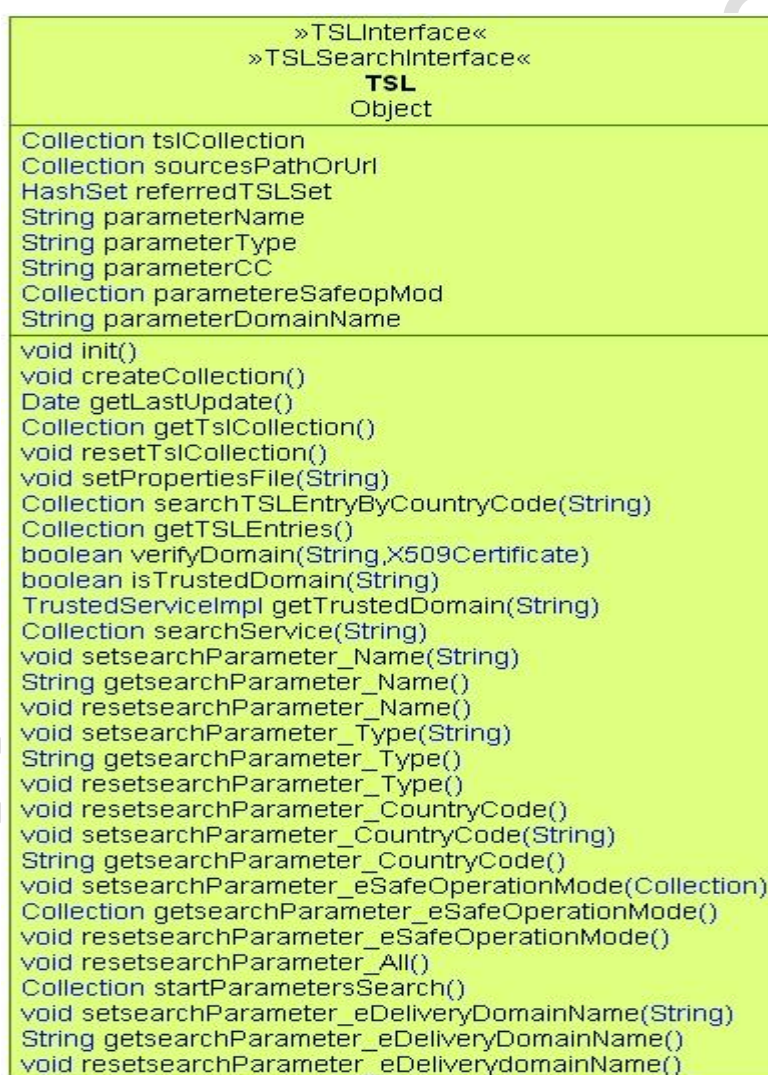 »TSLInterface«
»TSLSearchInterface«
TSL
Object
Collection tslCollection
Collection sourcesPathOrUrl
HashSet referredTSLSet
String parameterName
String parameterType
String parameterCC
Collection parametereSafeopMod
String parameterDomainName
void init()
void createCollection()
Date getLastUpdate()
Collection getTslCollection()
void resetTslCollection()
void setPropertiesFile(String)
Collection searchTSLEntryByCountryCode(String)
Collection getTSLEntries()
boolean verifyDomain(String,X509Certificate)
boolean isTrustedDomain(String)
TrustedServiceImpl getTrustedDomain(String)
Collection searchService(String)
void setsearchParameter_Name(String)
String getsearchParameter_Name()
void resetsearchParameter_Name()
void setsearchParameter_Type(String)
String getsearchParameter_Type()
void resetsearchParameter_Type()
void resetsearchParameter_CountryCode()
void setsearchParameter_CountryCode(String)
String getsearchParameter_CountryCode()
void setsearchParameter_eSafeOperationMode(Collection)
Collection getsearchParameter_eSafeOperationMode()
void resetsearchParameter_eSafeOperationMode()
void resetsearchParameter_All()
Collection startParametersSearch()
void setsearchParameter_eDeliveryDomainName(String)
String getsearchParameter_eDeliveryDomainName()
void resetsearchParameter_eDeliverydomainName()